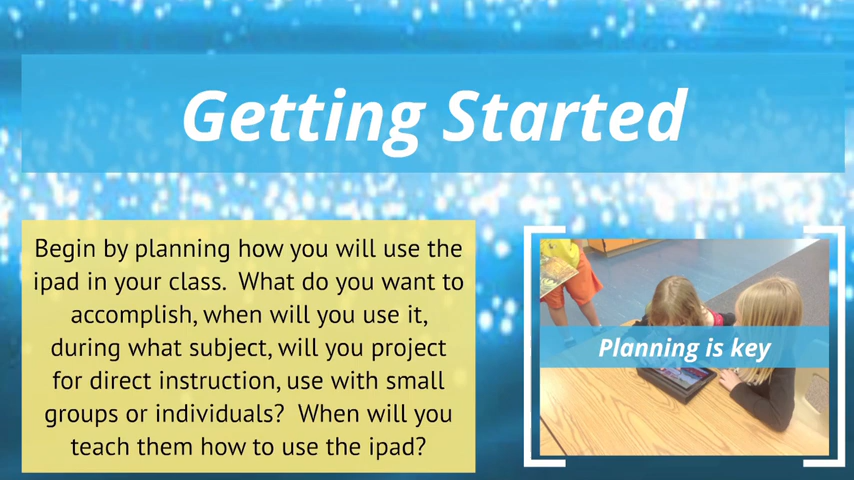 Getting Started
Begin by planning how you will use the
ipad in your class.  What do you want to
accomplish, when will you use it,
during what subject, will you project
for direct instruction, use with small
groups or individuals?  When will you
teach them how to use the ipad?
Planning is key